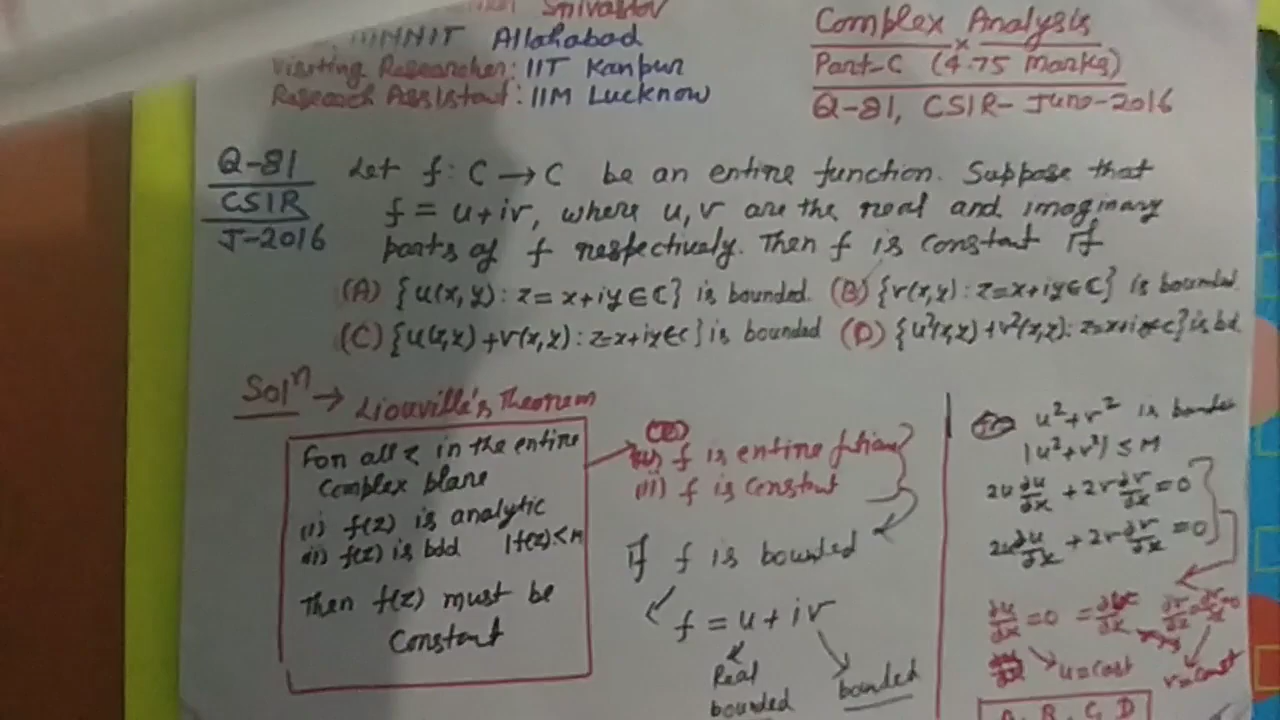 MNNIT Allahabad
Visiting Researcher: IIT Kanpur
Research Assistant: IIM Lucknow
Complex Analysis
×
Part-C (4.75 Marks)
Q-81, CSIR- June-2016
Q-81
CSIR
J-2016
Let f: C → C be an entire function. Suppose that
f = u+iv, where u, v are the real and imaginary
parts of f respectively. Then f is constant if
(A) {u(x, y): z = x+iy ∈ C} is bounded. (B) {v(x,y): z=x+iy ∈ C} is bounded.
(C) {u(x,y)+v(x,y): z=x+iy ∈ C} is bounded (D) {u²(x,y)+v²(x,y): z=x+iy ∈ C} is bd
Solⁿ → Liouville's Theorem
For all z in the entire
Complex plane
(i) f(z) is analytic
(ii) f(z) is bdd |f(z)|<M
Then f(z) must be
Constant
(i) f is entire fⁿ
(ii) f is constant
if f is bounded
f = u + iv
Real
bounded
bounded
u² + v² is bounded
|u² + v²| ≤ M
2u ∂u/∂x + 2v ∂v/∂x = 0
2u ∂u/∂x + 2v ∂v/∂x = 0
∂u/∂x = 0
u = const
v = const
A, B, C, D